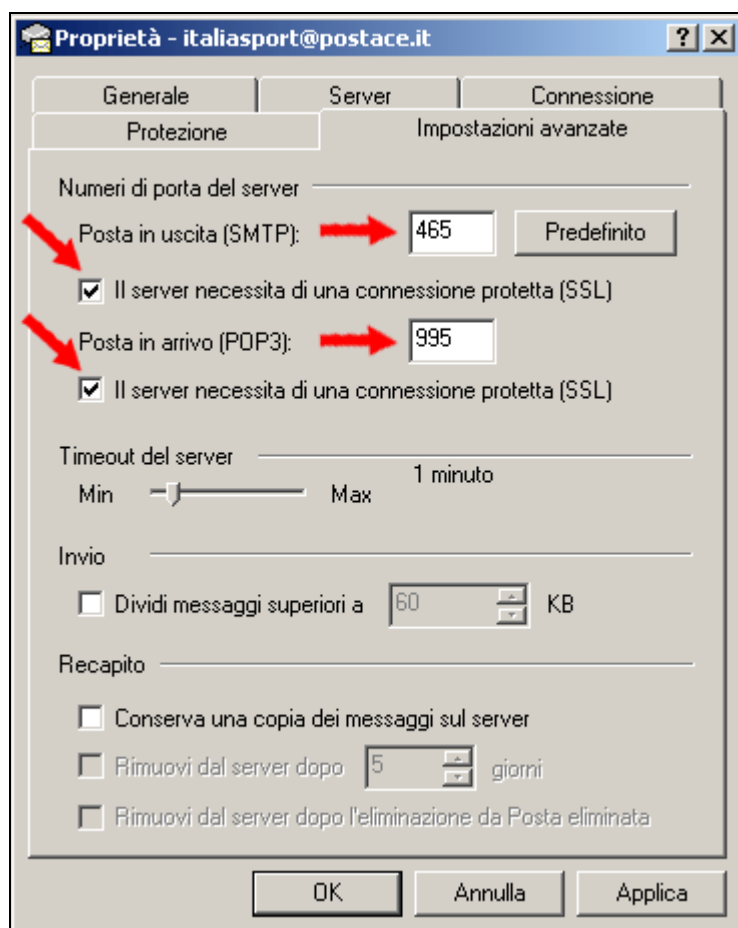 Proprietà - italiasport@postace.it
Generale Server Connessione
Protezione Impostazioni avanzate
Numeri di porta del server
Posta in uscita (SMTP): 465 Predefinito
Il server necessita di una connessione protetta (SSL)
Posta in arrivo (POP3): 995
Il server necessita di una connessione protetta (SSL)
Timeout del server
Min Max 1 minuto
Invio
Dividi messaggi superiori a 60 KB
Recapito
Conserva una copia dei messaggi sul server
Rimuovi dal server dopo 5 giorni
Rimuovi dal server dopo l'eliminazione da Posta eliminata
OK Annulla Applica